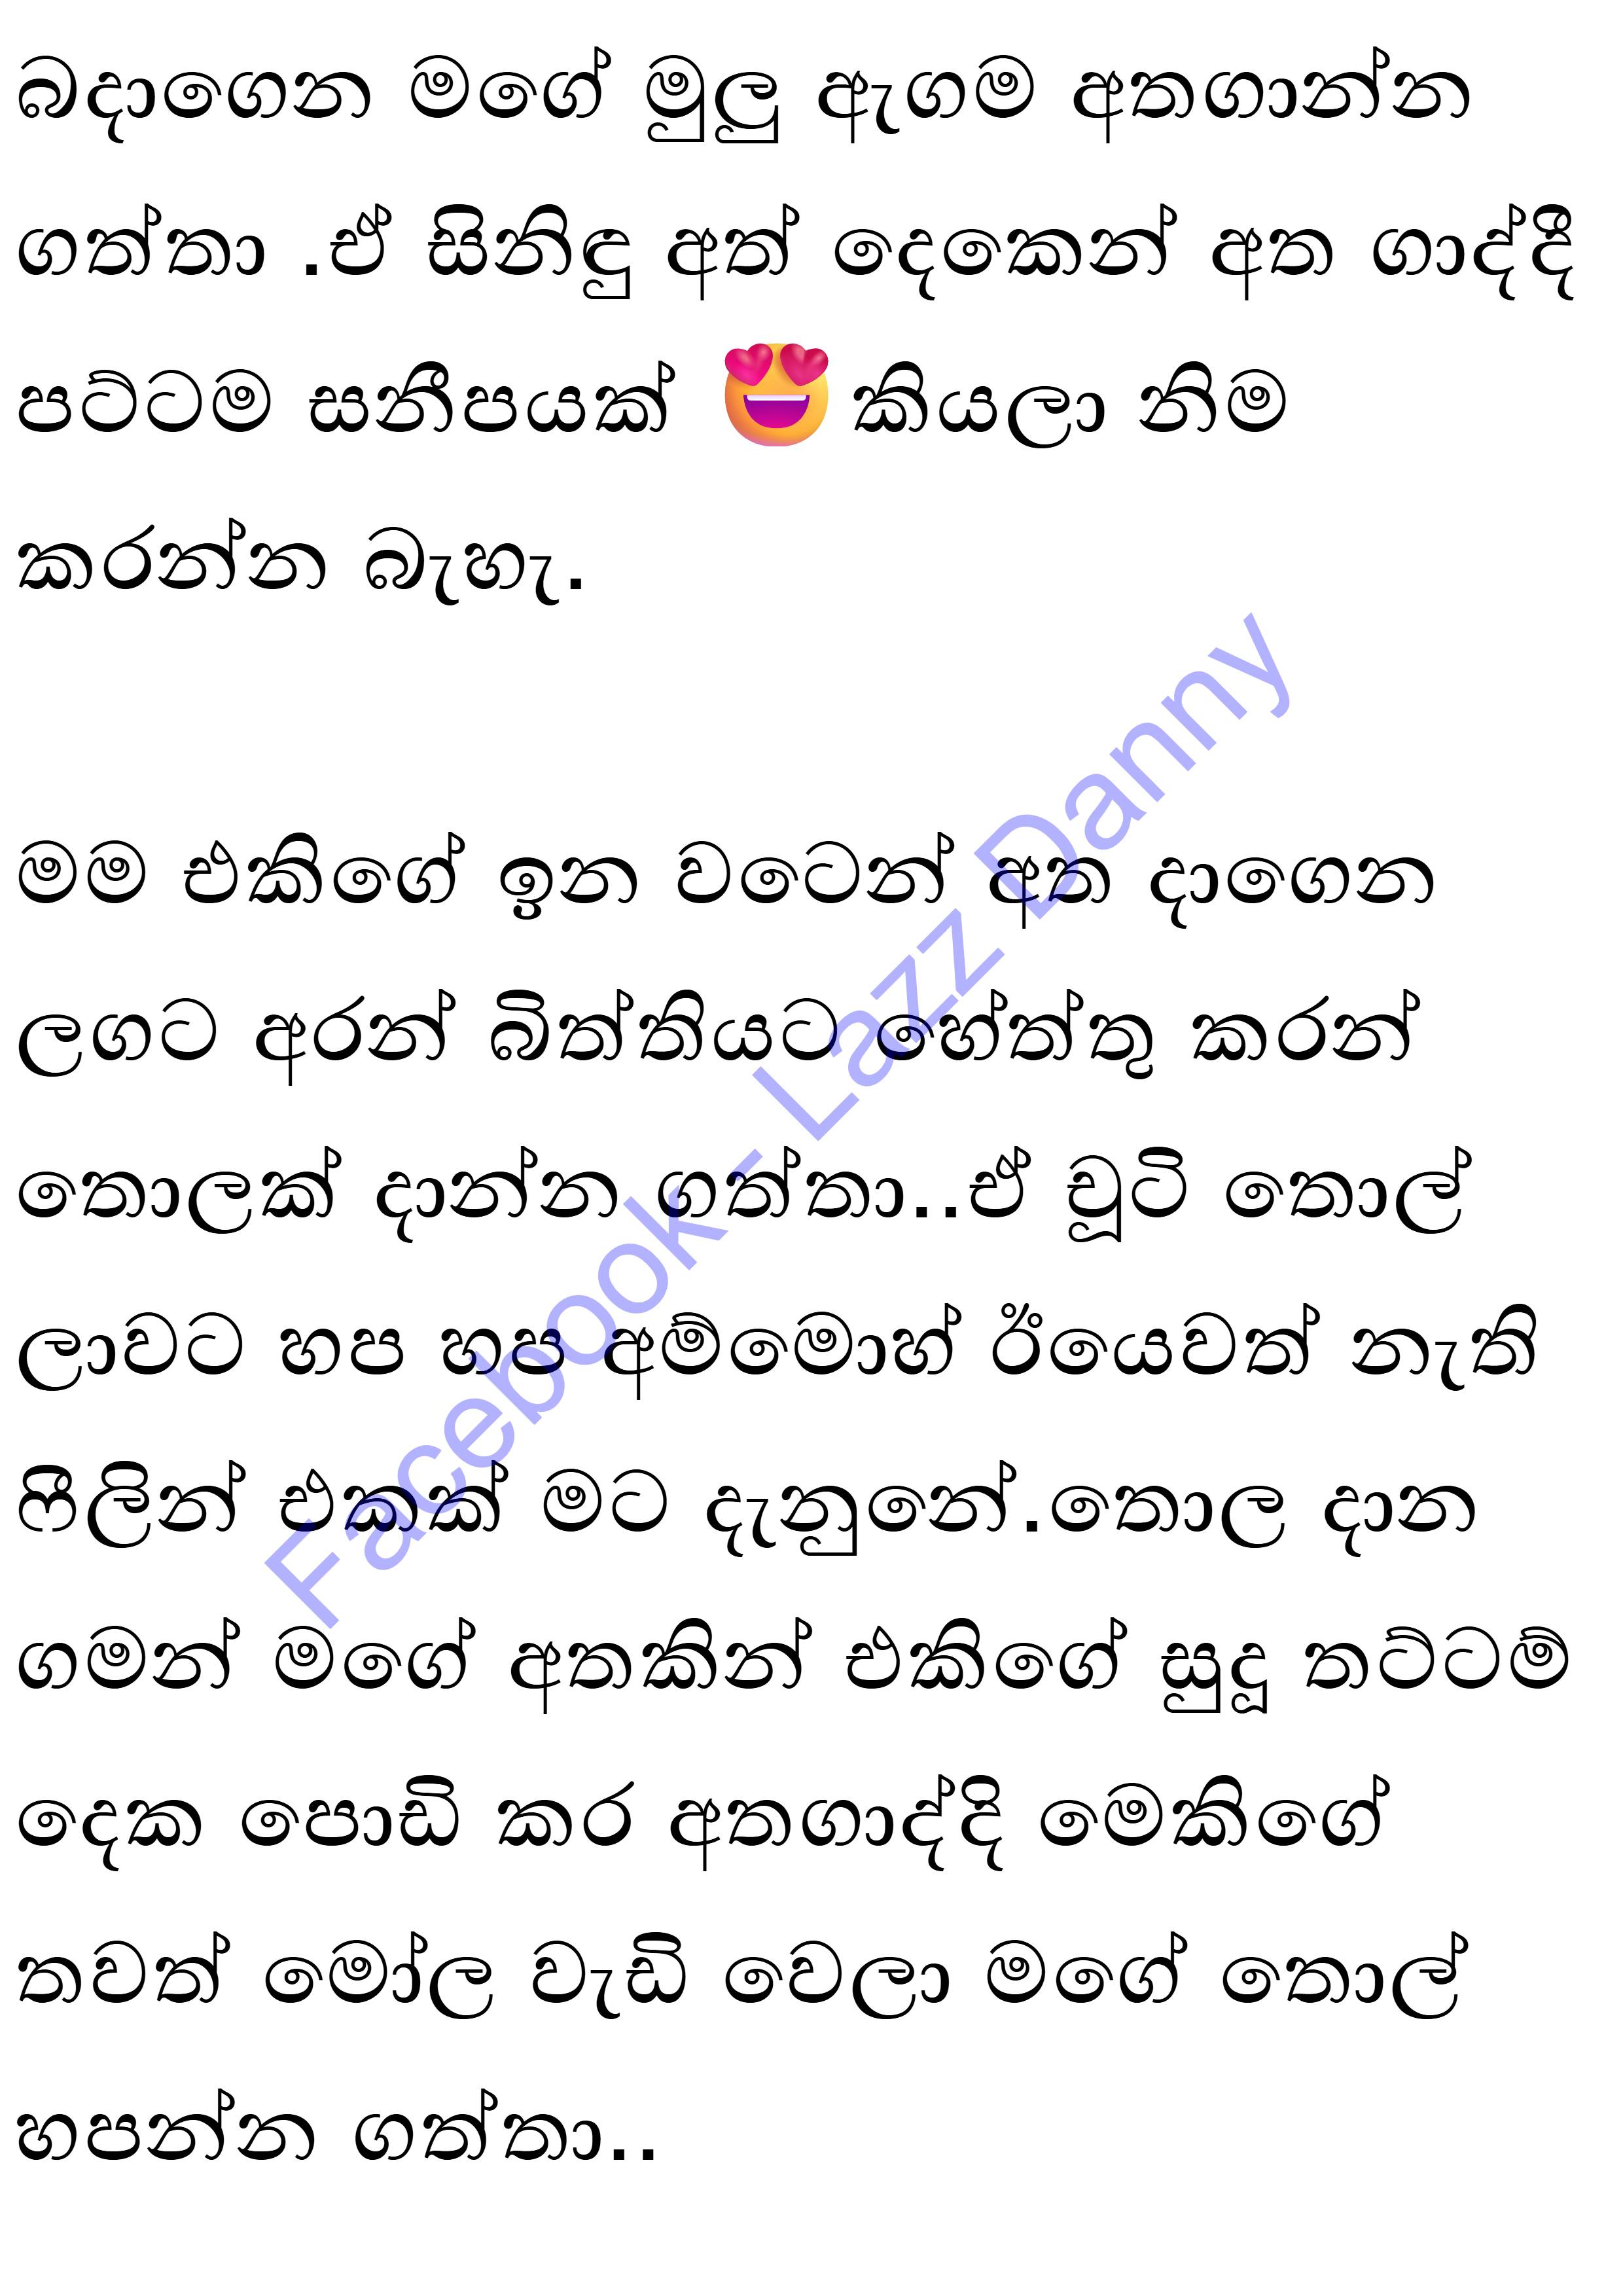 බදාගෙන මගේ මුලු ඇගම අතගාන්න
ගත්තා .ඒ සිනිඳු අත් දෙකෙන් අත ගාද්දී
පට්ටම සනීපයක් 😍කියලා නිම
කරන්න බැහැ.
මම එකිගේ ඉන වටෙන් අත දාගෙන
ලගට අරන් බිත්තියට හේත්තු කරන්
තොලක් දාන්න ගත්තා..ඒ චූටි තොල්
ලාවට හප හප අම්මොහ් ඊයෙවත් නැති
ෆීලින් එකක් මට දැනුනේ.තොල දාන
ගමන් මගේ අතකින් එකිගේ සුදූ තට්ටම්
දෙක පොඩි කර අතගාද්දි මෙකිගේ
තවත් මෝල වැඩි වෙලා මගේ තොල්
හපන්න ගත්තා..
Facebook - Lazz Danny